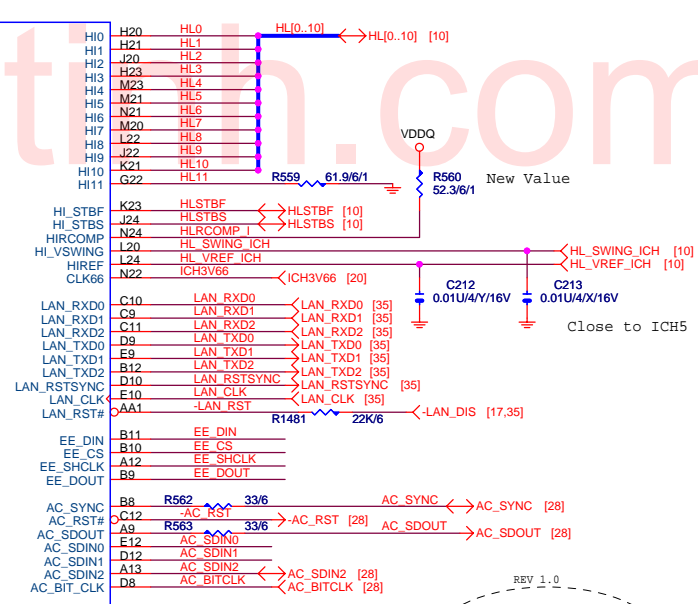 HI0 H20 HL0 HL[0..10] HL[0..10] [10]
HI1 H21 HL1
HI2 J20 HL2
HI3 H23 HL3
HI4 M23 HL4
HI5 M21 HL5
HI6 N21 HL6
HI7 M20 HL7
HI8 L22 HL8
HI9 J22 HL9
HI10 K21 HL10
HI11 G22 HL11 R559 61.9/6/1
VDDQ
R560 New Value
52.3/6/1
tinh.com
HI_STBF K23 HLSTBF HLSTBF [10]
HI_STBS J24 HLSTBS HLSTBS [10]
HIRCOMP N24 HLRCOMP_I
HI_VSWING L20 HL_SWING_ICH HL_SWING_ICH [10]
HIREF L24 HL_VREF_ICH HL_VREF_ICH [10]
CLK66 N22 ICH3V66 ICH3V66 [20]
C212 C213
0.01U/4/Y/16V 0.01U/4/X/16V
Close to ICH5
LAN_RXD0 C10 LAN_RXD0 LAN_RXD0 [35]
LAN_RXD1 C9 LAN_RXD1 LAN_RXD1 [35]
LAN_RXD2 C11 LAN_RXD2 LAN_RXD2 [35]
LAN_TXD0 D9 LAN_TXD0 LAN_TXD0 [35]
LAN_TXD1 E9 LAN_TXD1 LAN_TXD1 [35]
LAN_TXD2 B12 LAN_TXD2 LAN_TXD2 [35]
LAN_RSTSYNC D10 LAN_RSTSYNC LAN_RSTSYNC [35]
LAN_CLK E10 LAN_CLK LAN_CLK [35]
LAN_RST# AA1 -LAN_RST R1481 22K/6 -LAN_DIS [17,35]
EE_DIN B11 EE_DIN
EE_CS B10 EE_CS
EE_SHCLK A12 EE_SHCLK
EE_DOUT B9 EE_DOUT
AC_SYNC B8 R562 33/6 AC_SYNC AC_SYNC [28]
AC_RST# C12 -AC_RST -AC_RST [28]
AC_SDOUT A9 R563 33/6 AC_SDOUT AC_SDOUT [28]
AC_SDIN0 E12 AC_SDIN0
AC_SDIN1 D12 AC_SDIN1
AC_SDIN2 A13 AC_SDIN2 AC_SDIN2 [28]
AC_BIT_CLK D8 AC_BITCLK AC_BITCLK [28]
REV 1.0